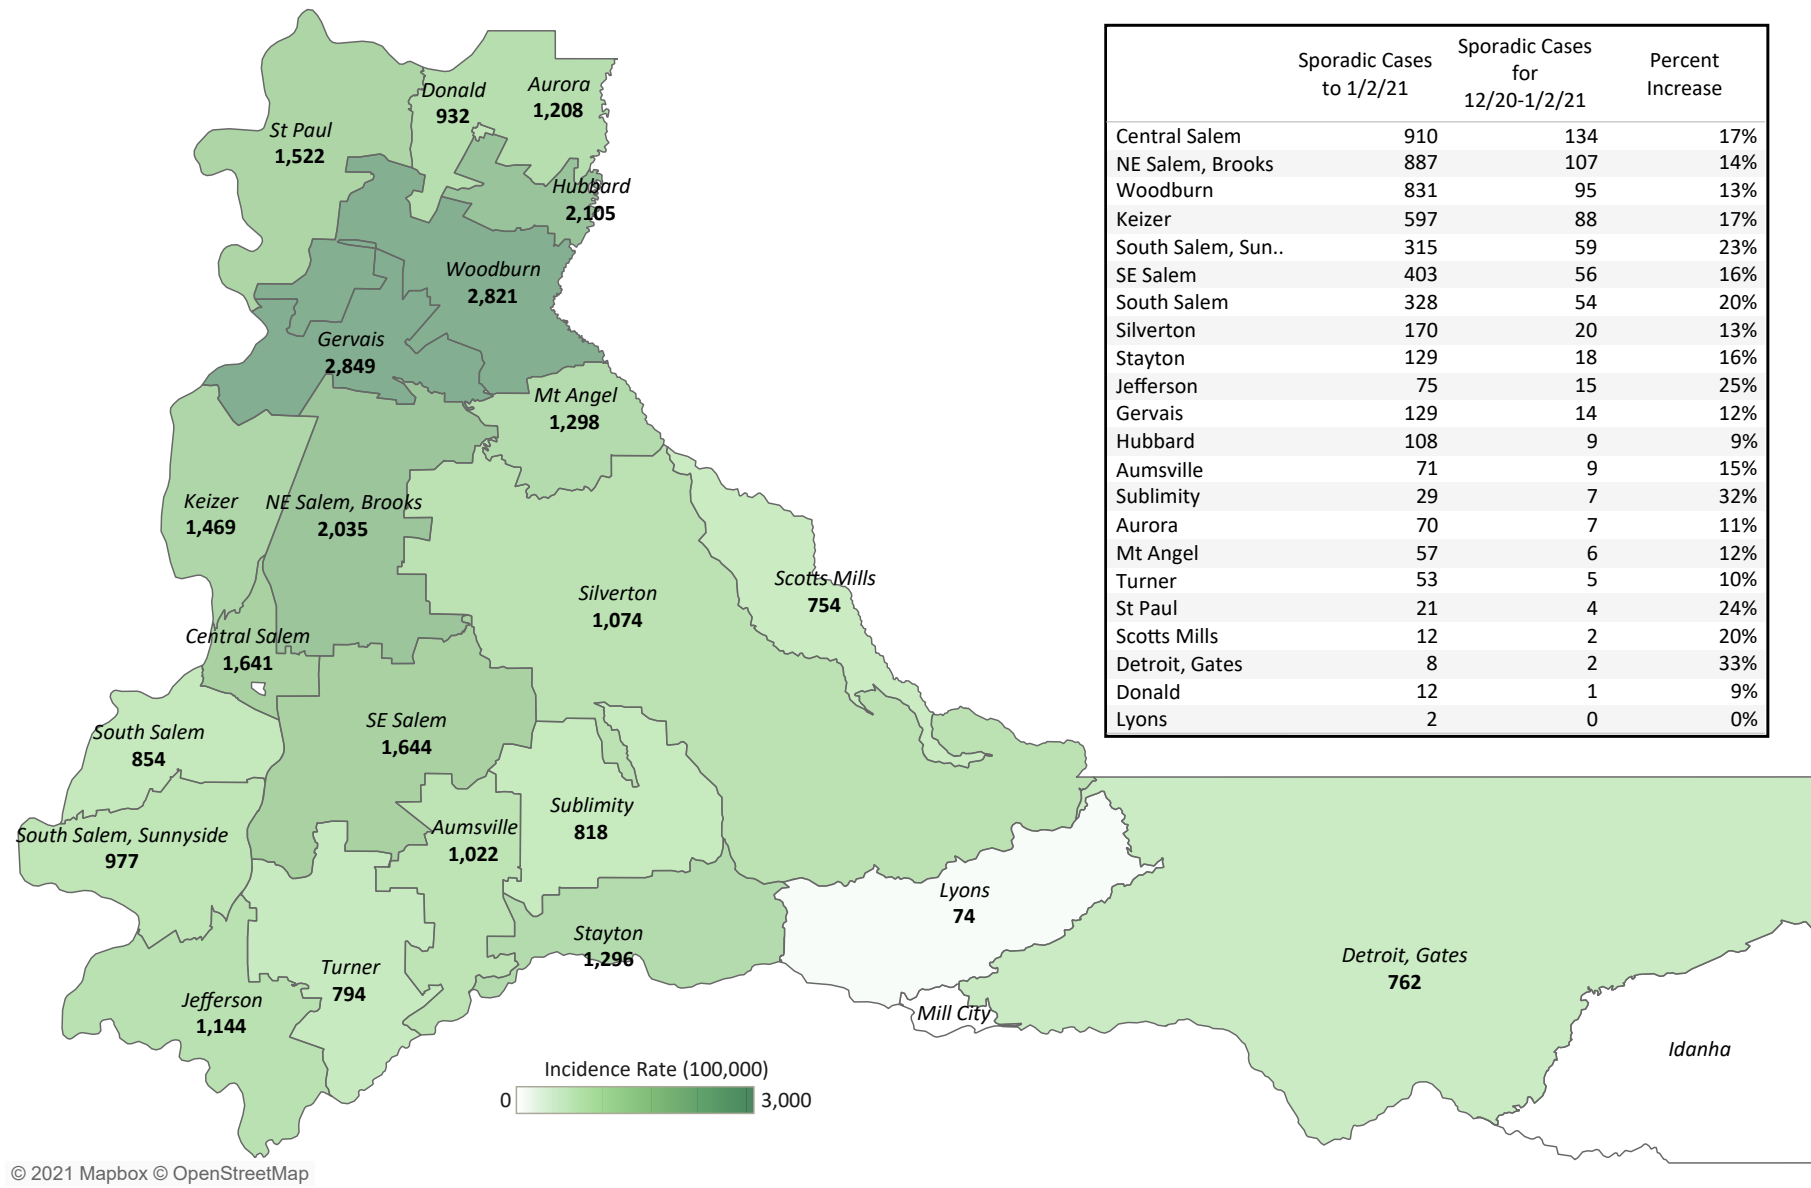 Sporadic Cases
to 1/2/21
Sporadic Cases
for
12/20-1/2/21
Percent
Increase
Central Salem 910 134 17%
NE Salem, Brooks 887 107 14%
Woodburn 831 95 13%
Keizer 597 88 17%
South Salem, Sun.. 315 59 23%
SE Salem 403 56 16%
South Salem 328 54 20%
Silverton 170 20 13%
Stayton 129 18 16%
Jefferson 75 15 25%
Gervais 129 14 12%
Hubbard 108 9 9%
Aumsville 71 9 15%
Sublimity 29 7 32%
Aurora 70 7 11%
Mt Angel 57 6 12%
Turner 53 5 10%
St Paul 21 4 24%
Scotts Mills 12 2 20%
Detroit, Gates 8 2 33%
Donald 12 1 9%
Lyons 2 0 0%
Donald
932
Aurora
1,208
St Paul
1,522
Hubbard
2,105
Woodburn
2,821
Gervais
2,849
Mt Angel
1,298
Keizer
1,469
NE Salem, Brooks
2,035
Scotts Mills
754
Silverton
1,074
Central Salem
1,641
South Salem
854
SE Salem
1,644
Sublimity
818
Aumsville
1,022
South Salem, Sunnyside
977
Lyons
74
Stayton
1,296
Detroit, Gates
762
Turner
794
Jefferson
1,144
Mill City
Idanha
Incidence Rate (100,000)
0 3,000
© 2021 Mapbox © OpenStreetMap